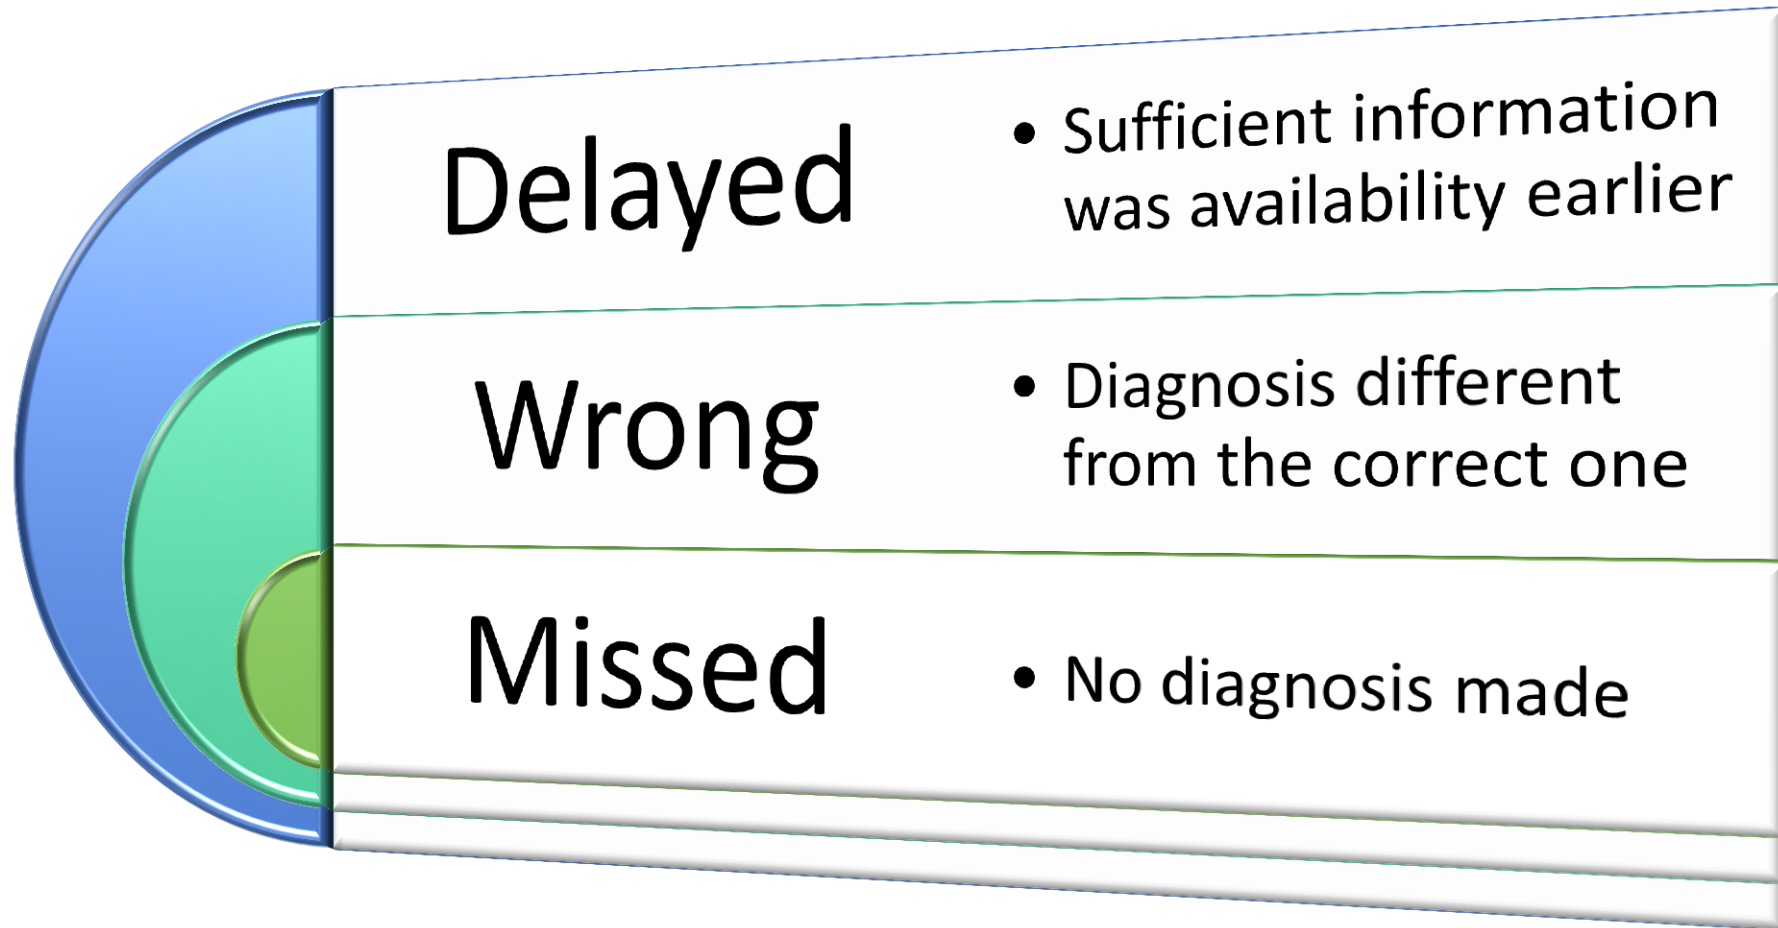 Delayed
• Sufficient information
was availability earlier
Wrong
• Diagnosis different
from the correct one
Missed
• No diagnosis made